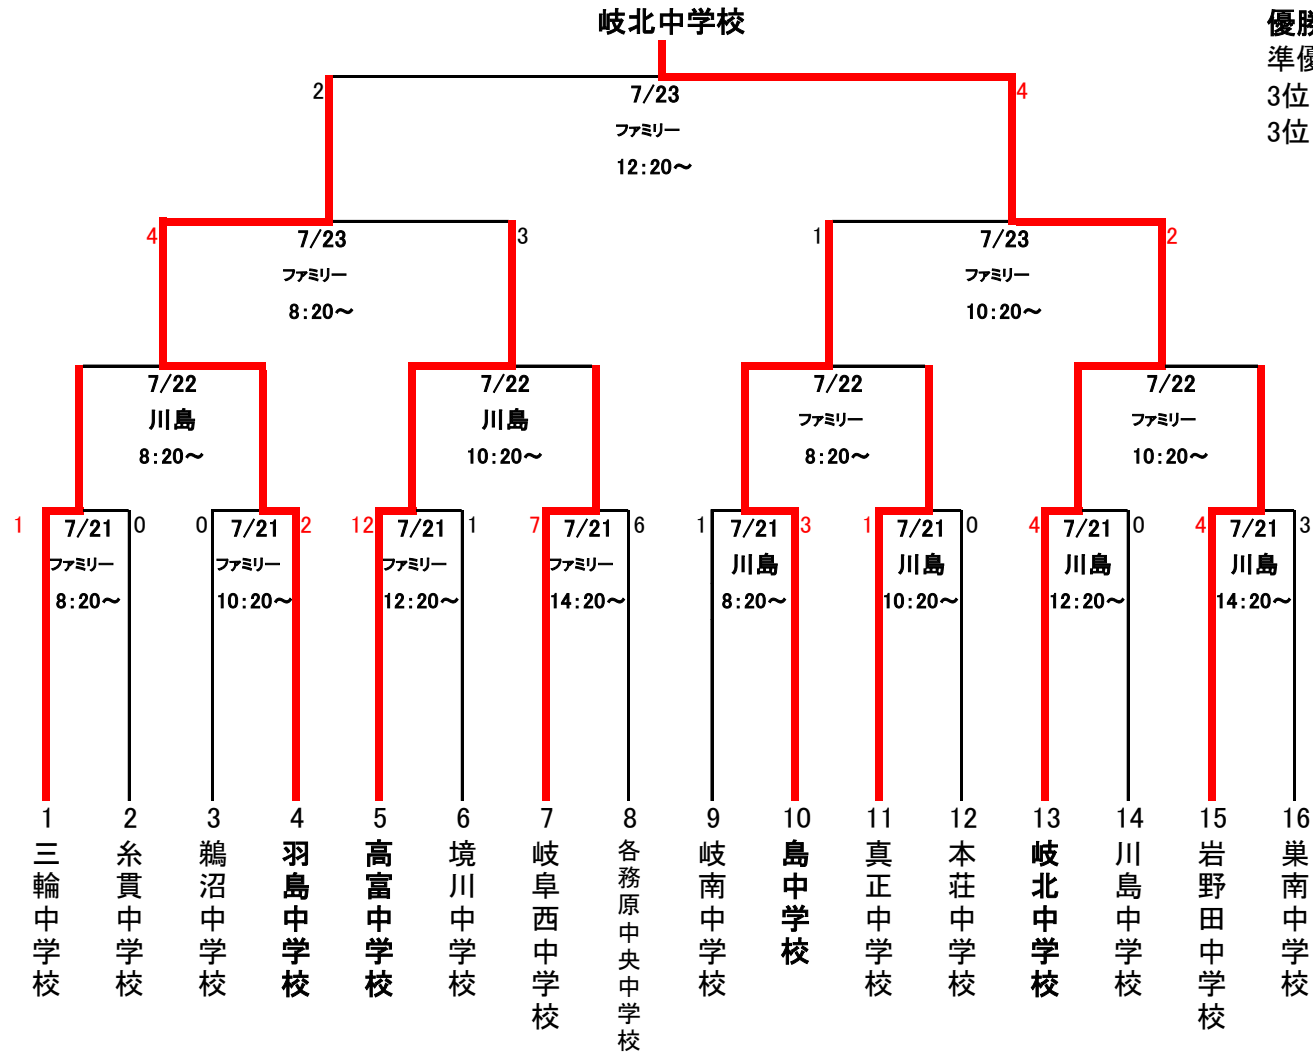 岐北中学校
優勝
準優
3位
3位
2
7/23
4
ファミリー
12:20～
4
7/23
3
1
7/23
2
ファミリー
ファミリー
8:20～
10:20～
7/22
7/22
7/22
7/22
川島
川島
ファミリー
ファミリー
8:20～
10:20～
8:20～
10:20～
1
7/21
0
0
7/21
2
12
7/21
1
7
7/21
6
1
7/21
3
1
7/21
0
4
7/21
0
4
7/21
3
ファミリー
ファミリー
ファミリー
ファミリー
川島
川島
川島
川島
8:20～
10:20～
12:20～
14:20～
8:20～
10:20～
12:20～
14:20～
1
三輪中学校
2
糸貫中学校
3
鵜沼中学校
4
羽島中学校
5
高富中学校
6
境川中学校
7
岐阜西中学校
8
各務原中央中学校
9
岐南中学校
10
島中学校
11
真正中学校
12
本荘中学校
13
岐北中学校
14
川島中学校
15
岩野田中学校
16
巣南中学校